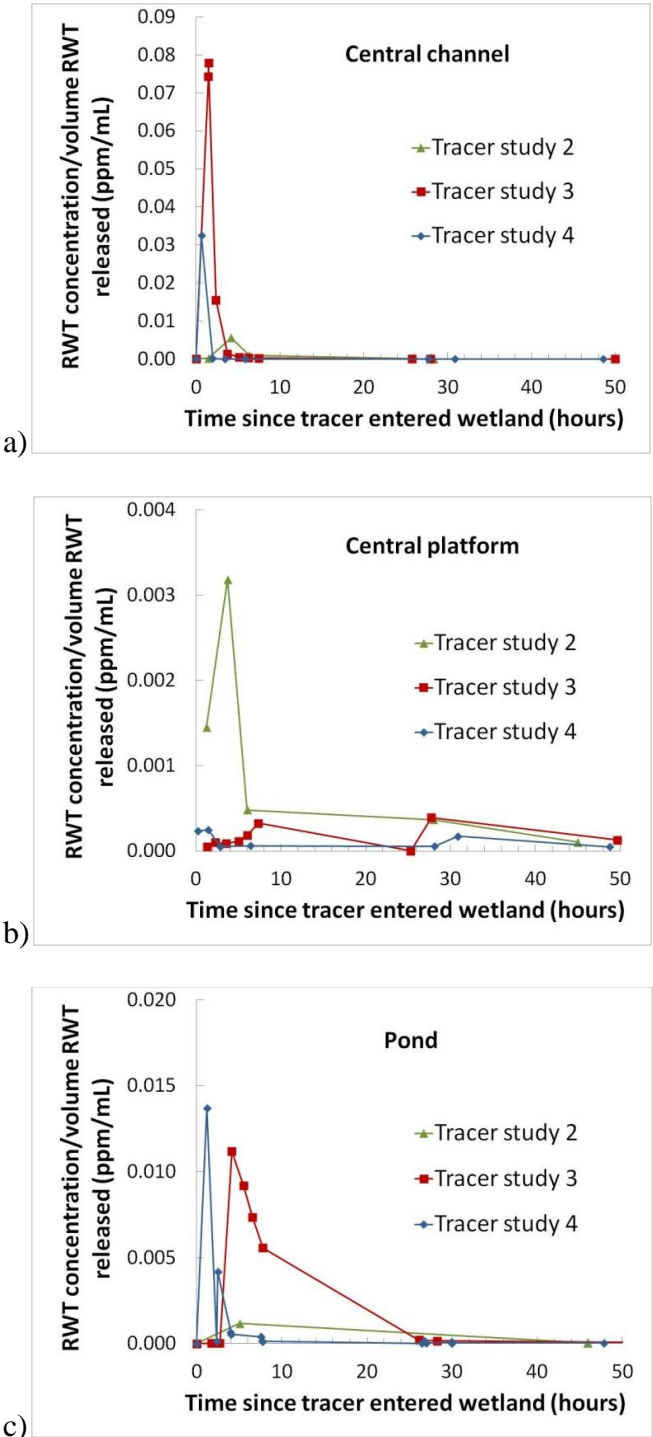 0.09
0.08
0.07
0.06
0.05
0.04
0.03
0.02
0.01
0.00
RWT concentration/volume RWT
released (ppm/mL)
Central channel
Tracer study 2
Tracer study 3
Tracer study 4
0 10 20 30 40 50
Time since tracer entered wetland (hours)
a)
0.004
0.003
0.002
0.001
0.000
RWT concentration/volume RWT
released (ppm/mL)
Central platform
Tracer study 2
Tracer study 3
Tracer study 4
0 10 20 30 40 50
Time since tracer entered wetland (hours)
b)
0.020
0.015
0.010
0.005
0.000
RWT concentration/volume RWT
released (ppm/mL)
Pond
Tracer study 2
Tracer study 3
Tracer study 4
0 10 20 30 40 50
Time since tracer entered wetland (hours)
c)